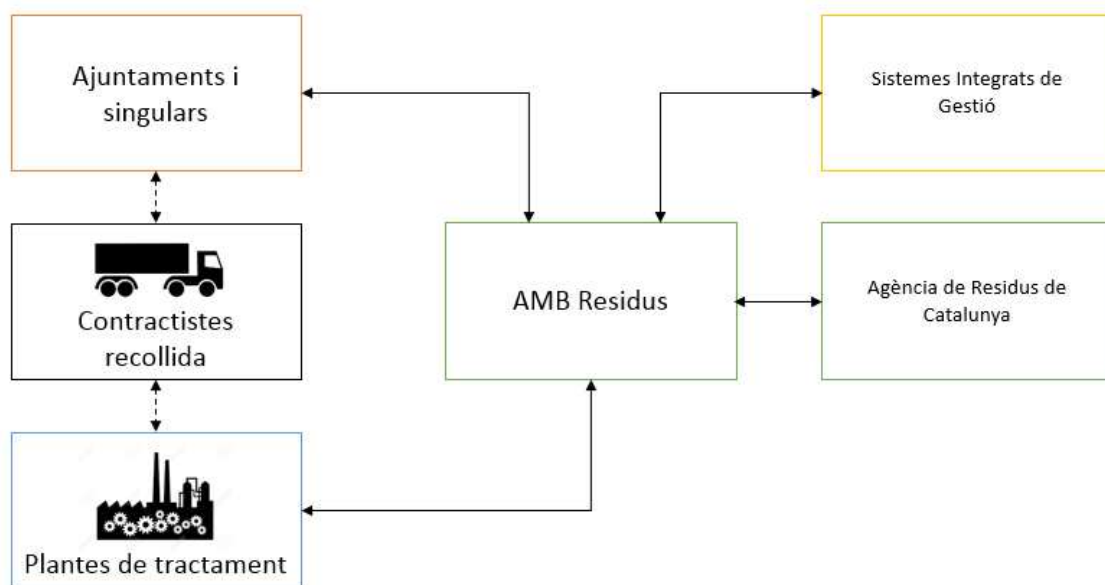 Ajuntaments i
singulars
Sistemes Integrats de
Gestió
Contractistes
recollida
AMB Residus
Agència de Residus de
Catalunya
Plantes de tractament